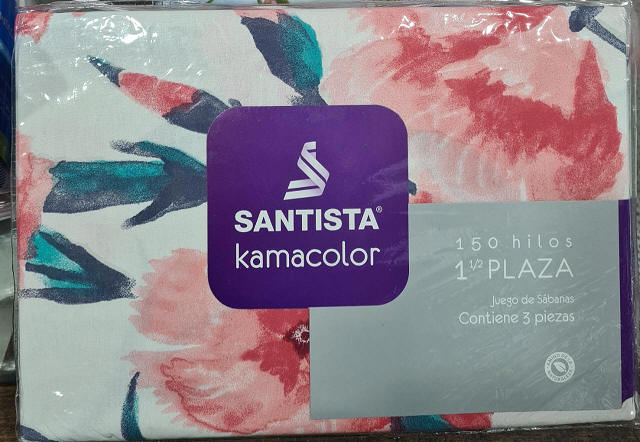 SANTISTA®
kamacolor
150 hilos
1 1/2 PLAZA
Juego de Sábanas
Contiene 3 piezas